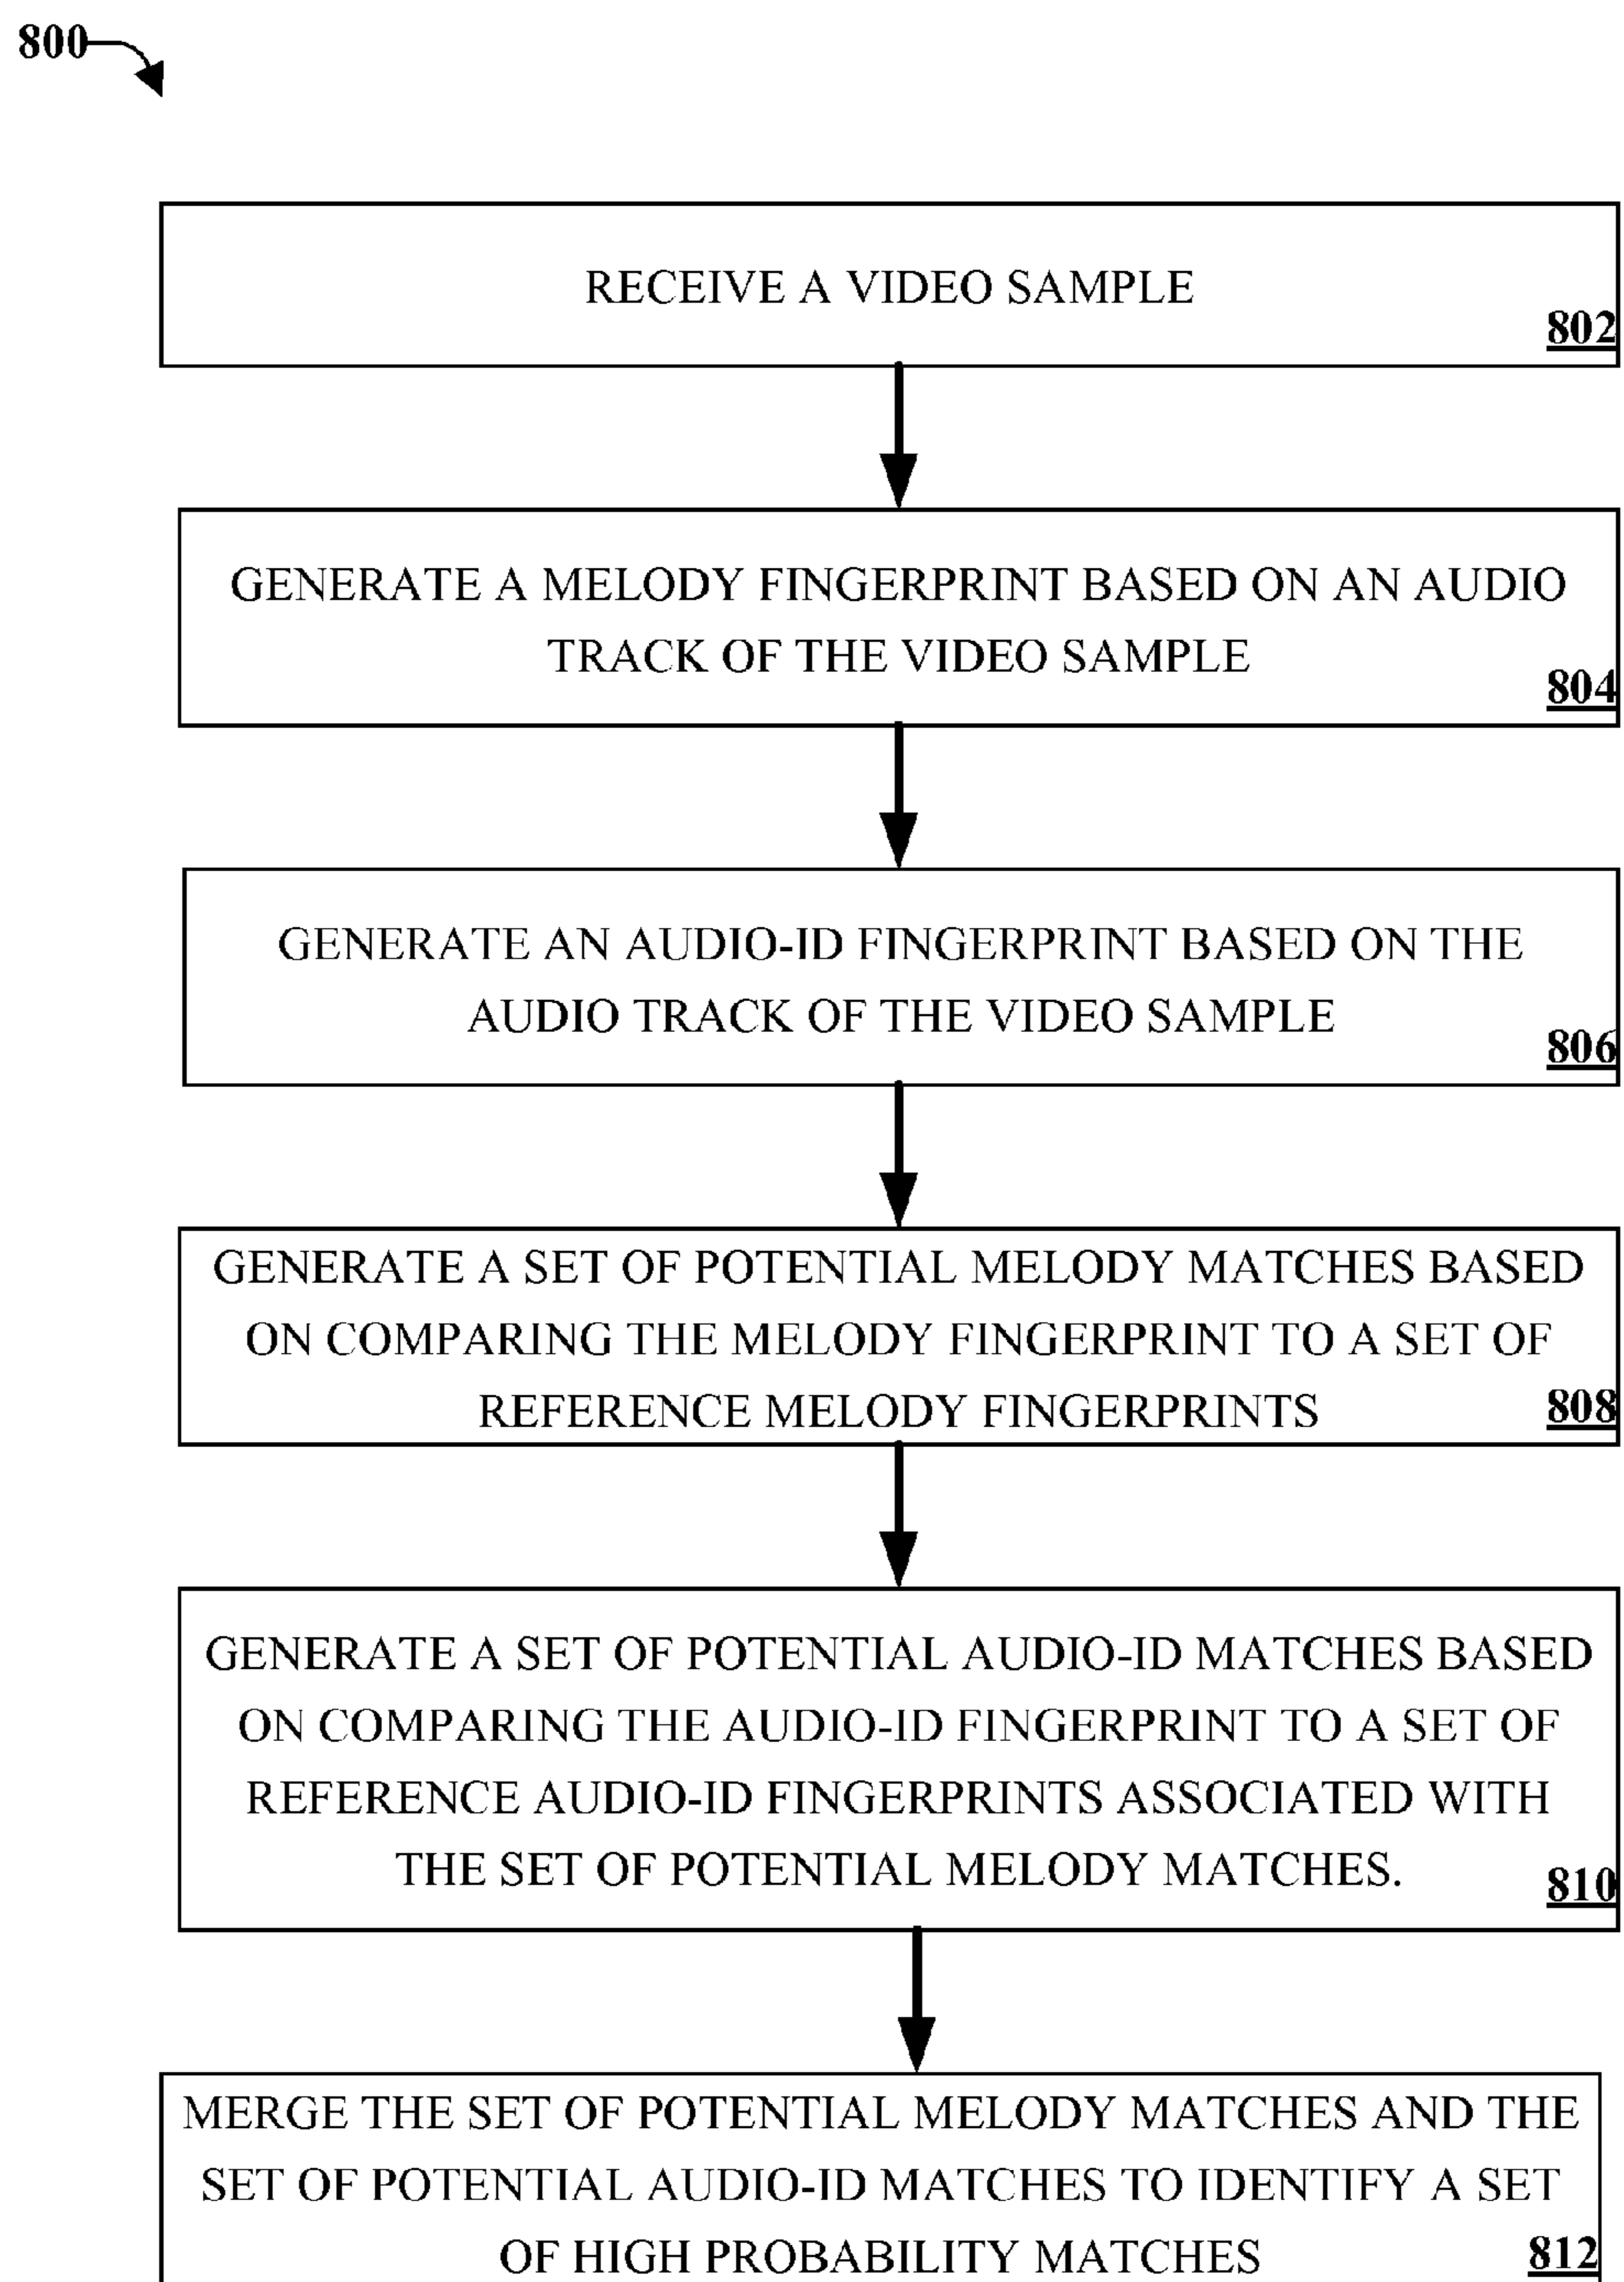 800
RECEIVE A VIDEO SAMPLE
802
GENERATE A MELODY FINGERPRINT BASED ON AN AUDIO
TRACK OF THE VIDEO SAMPLE
804
GENERATE AN AUDIO-ID FINGERPRINT BASED ON THE
AUDIO TRACK OF THE VIDEO SAMPLE
806
GENERATE A SET OF POTENTIAL MELODY MATCHES BASED
ON COMPARING THE MELODY FINGERPRINT TO A SET OF
REFERENCE MELODY FINGERPRINTS
808
GENERATE A SET OF POTENTIAL AUDIO-ID MATCHES BASED
ON COMPARING THE AUDIO-ID FINGERPRINT TO A SET OF
REFERENCE AUDIO-ID FINGERPRINTS ASSOCIATED WITH
THE SET OF POTENTIAL MELODY MATCHES.
810
MERGE THE SET OF POTENTIAL MELODY MATCHES AND THE
SET OF POTENTIAL AUDIO-ID MATCHES TO IDENTIFY A SET
OF HIGH PROBABILITY MATCHES
812